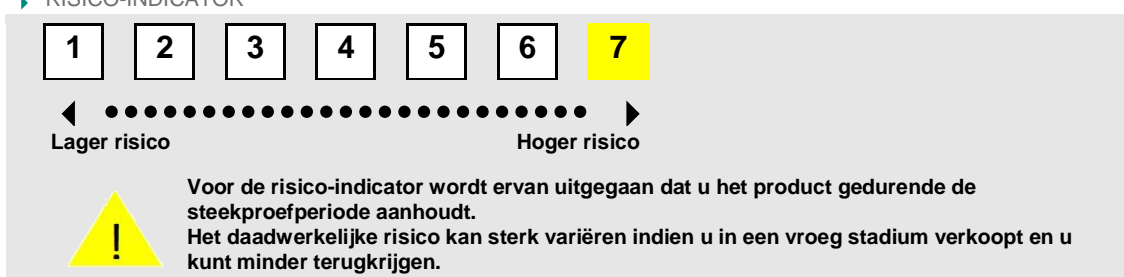 RISICO-INDICATOR
1 2 3 4 5 6 7
Lager risico Hoger risico
Voor de risico-indicator wordt ervan uitgegaan dat u het product gedurende de
steekproefperiode aanhoudt.
Het daadwerkelijke risico kan sterk variëren indien u in een vroeg stadium verkoopt en u
kunt minder terugkrijgen.
!